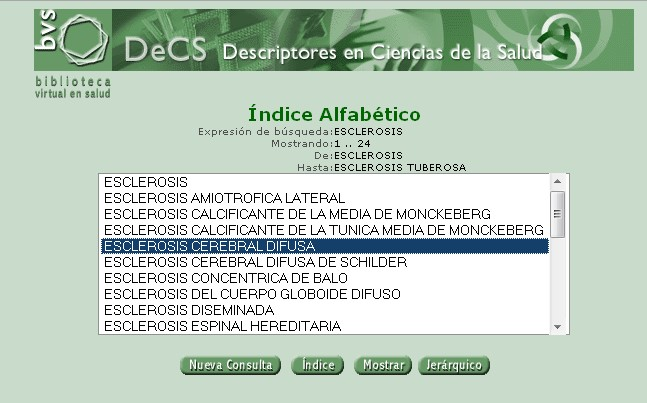 bvs
DeCS Descriptores en Ciencias de la Salud
biblioteca
virtual en salud
Índice Alfabético
Expresión de búsqueda:ESCLEROSIS
Mostrando:1 .. 24
De:ESCLEROSIS
Hasta:ESCLEROSIS TUBEROSA
ESCLEROSIS
ESCLEROSIS AMIOTROFICA LATERAL
ESCLEROSIS CALCIFICANTE DE LA MEDIA DE MONCKEBERG
ESCLEROSIS CALCIFICANTE DE LA TUNICA MEDIA DE MONCKEBERG
ESCLEROSIS CEREBRAL DIFUSA
ESCLEROSIS CEREBRAL DIFUSA DE SCHILDER
ESCLEROSIS CONCENTRICA DE BALO
ESCLEROSIS DEL CUERPO GLOBOIDE DIFUSO
ESCLEROSIS DISEMINADA
ESCLEROSIS ESPINAL HEREDITARIA
Nueva Consulta Índice Mostrar Jerárquico